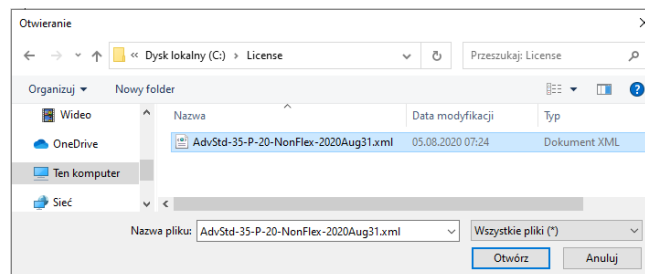 Otwieranie
« Dysk lokalny (C:) › License
Przeszukaj: License
Organizuj
Nowy folder
Wideo
OneDrive
Ten komputer
Sieć
Nazwa
Data modyfikacji
Typ
AdvStd-35-P-20-NonFlex-2020Aug31.xml
05.08.2020 07:24
Dokument XML
Nazwa pliku:
AdvStd-35-P-20-NonFlex-2020Aug31.xml
Wszystkie pliki (*)
Otwórz
Anuluj